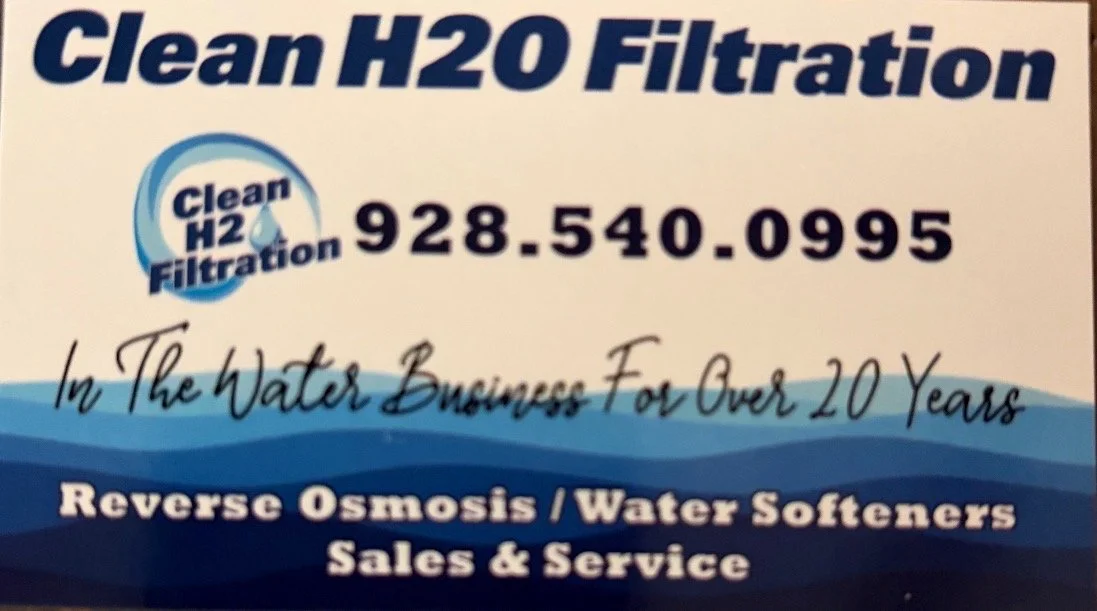 Clean H2O Filtration
Clean
H2
Filtration
928.540.0995
In The Water Business For Over 20 Years
Reverse Osmosis / Water Softeners
Sales & Service